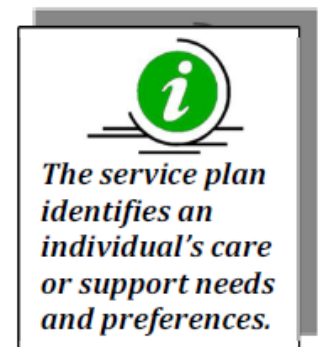 i
The service plan
identifies an
individual's care
or support needs
and preferences.